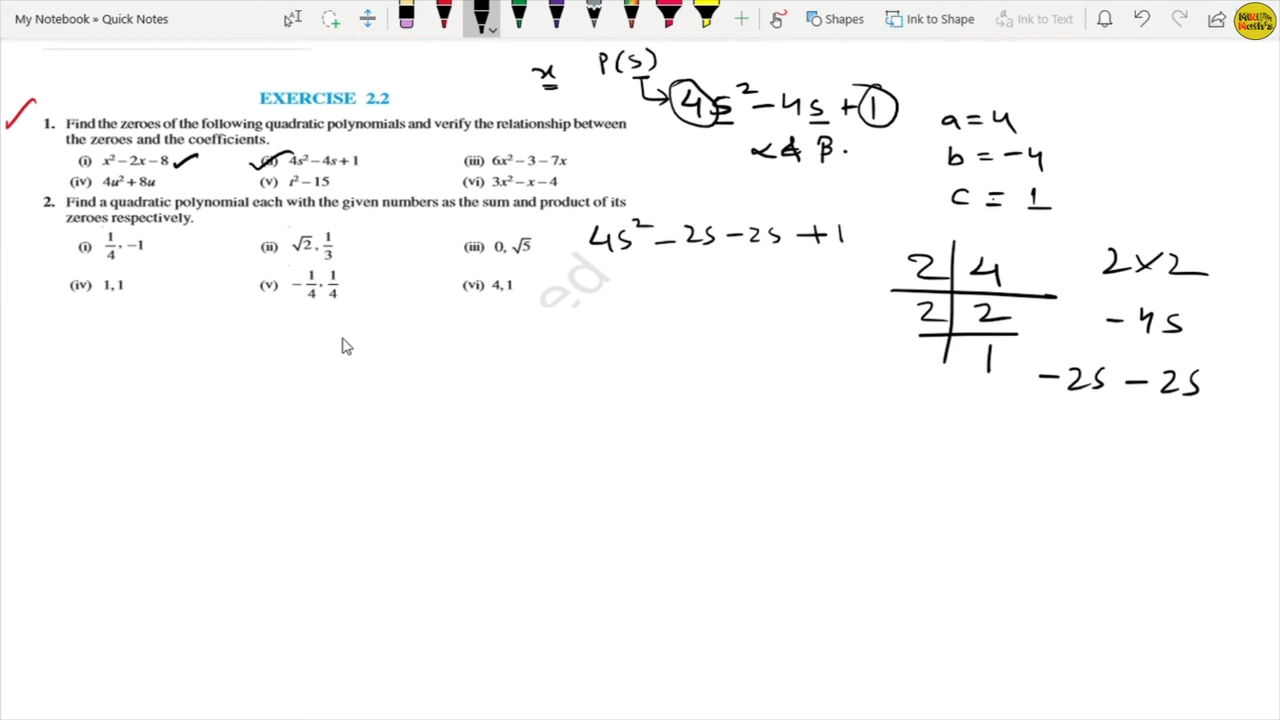 My Notebook » Quick Notes
Shapes
Ink to Shape
Ink to Text
EXERCISE 2.2
1. Find the zeroes of the following quadratic polynomials and verify the relationship between
the zeroes and the coefficients.
(i) x² – 2x – 8 ✓ (ii) 4s² – 4s + 1 (iii) 6x² – 3 – 7x
(iv) 4u² + 8u (v) t² – 15 (vi) 3x² – x – 4
2. Find a quadratic polynomial each with the given numbers as the sum and product of its
zeroes respectively.
(i) 1/4, –1 (ii) √2, 1/3 (iii) 0, √5
(iv) 1, 1 (v) –1/4, 1/4 (vi) 4, 1
ed
x P(s)
4s² – 4s + 1
α & β.
a = 4
b = –4
c = 1
4s² – 2s – 2s + 1
2 | 4
2 | 2
1
2 × 2
– 4s
– 2s – 2s